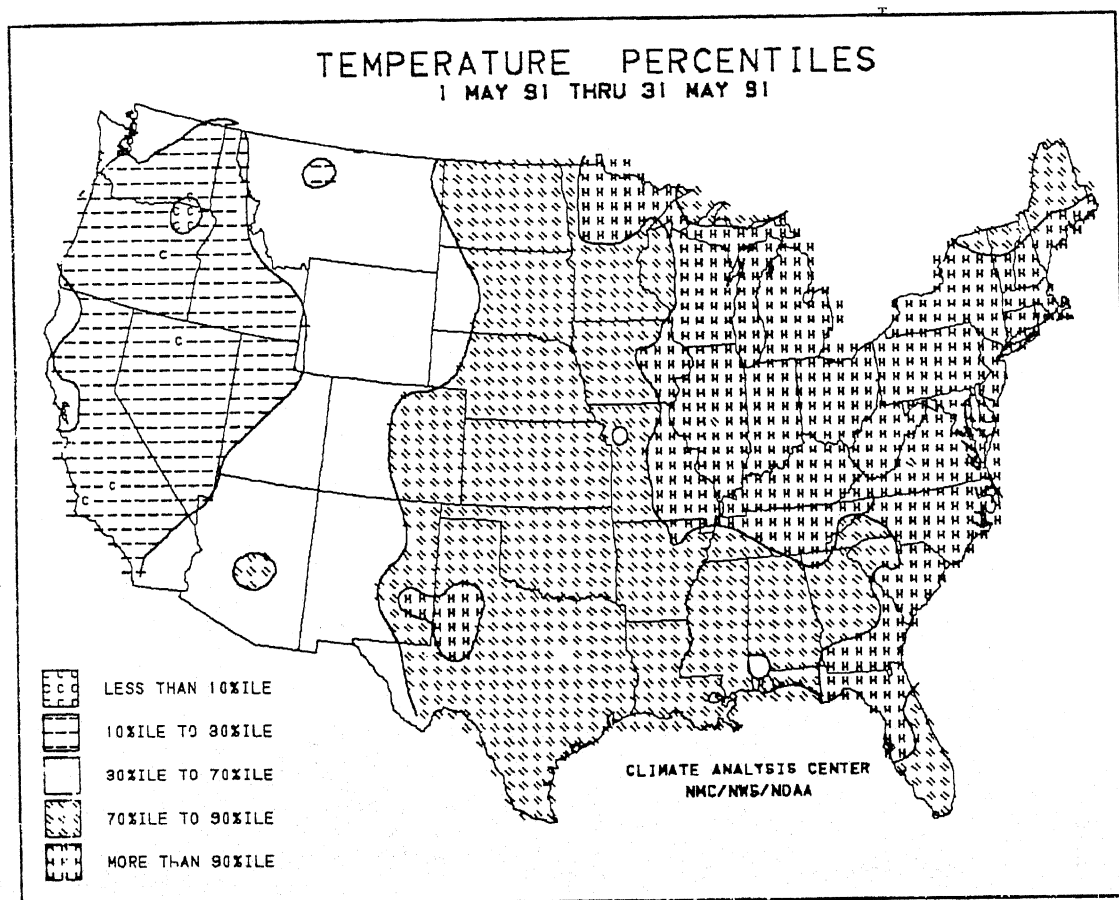 TEMPERATURE PERCENTILES
1 MAY 91 THRU 31 MAY 91
C
C
C
C
C C
C LESS THAN 10%ILE
10%ILE TO 30%ILE
30%ILE TO 70%ILE
70%ILE TO 90%ILE
H MORE THAN 90%ILE
CLIMATE ANALYSIS CENTER
NMC/NWS/NOAA